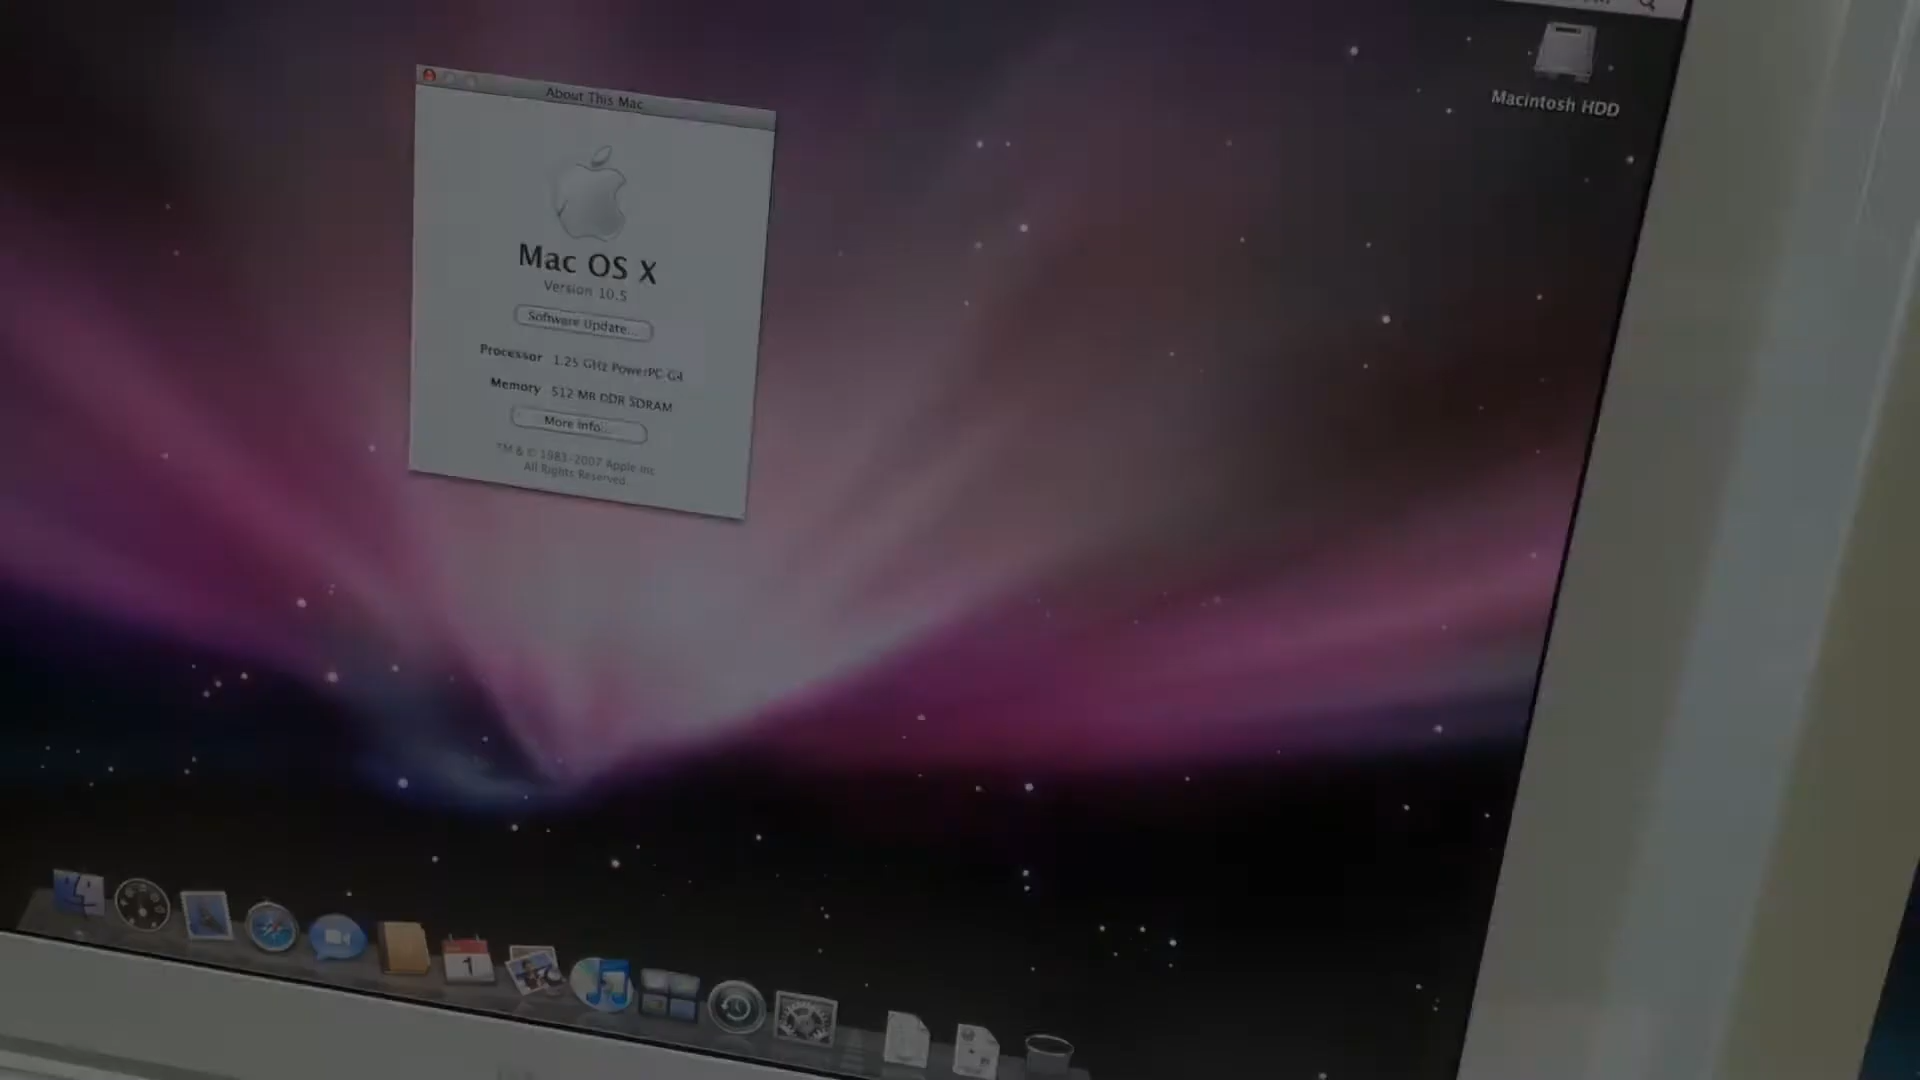 Macintosh HDD
About This Mac
Mac OS X
Version 10.5
Software Update...
Processor 1.25 GHz PowerPC G4
Memory 512 MB DDR SDRAM
More Info...
TM & © 1983-2007 Apple Inc.
All Rights Reserved.
1